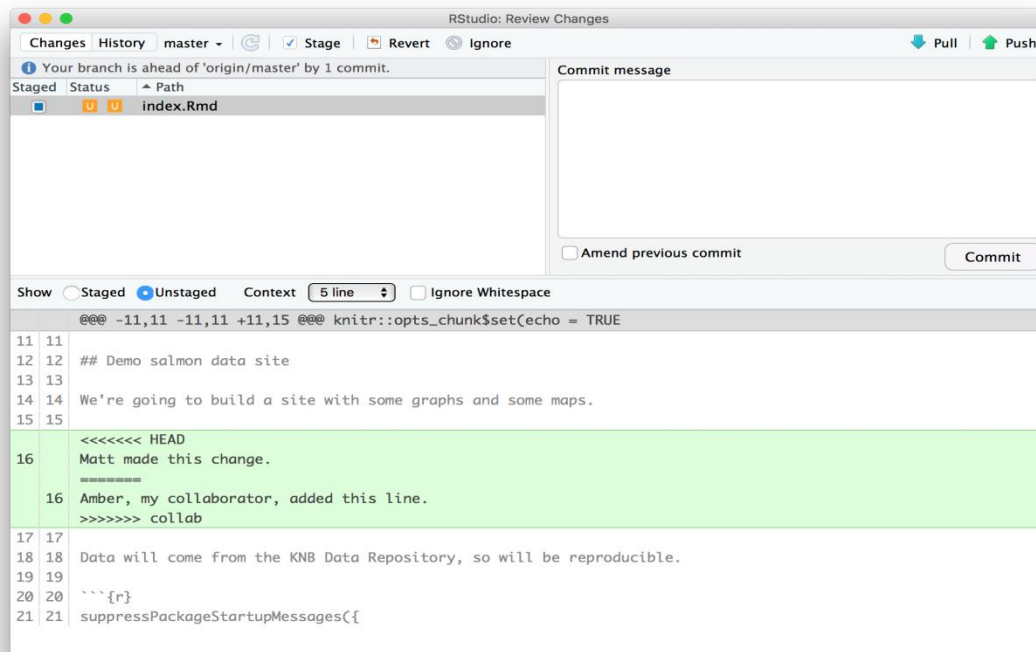 RStudio: Review Changes
Changes History master Stage Revert Ignore Pull Push
Your branch is ahead of 'origin/master' by 1 commit.
Commit message
Staged Status Path
U U index.Rmd
Amend previous commit
Commit
Show Staged Unstaged Context 5 line Ignore Whitespace
@@@ -11,11 -11,11 +11,15 @@@ knitr::opts_chunk$set(echo = TRUE
11 11
12 12 ## Demo salmon data site
13 13
14 14 We're going to build a site with some graphs and some maps.
15 15
<<<<<<< HEAD
16 Matt made this change.
=======
16 Amber, my collaborator, added this line.
>>>>>>> collab
17 17
18 18 Data will come from the KNB Data Repository, so will be reproducible.
19 19
20 20 ```{r}
21 21 suppressPackageStartupMessages({